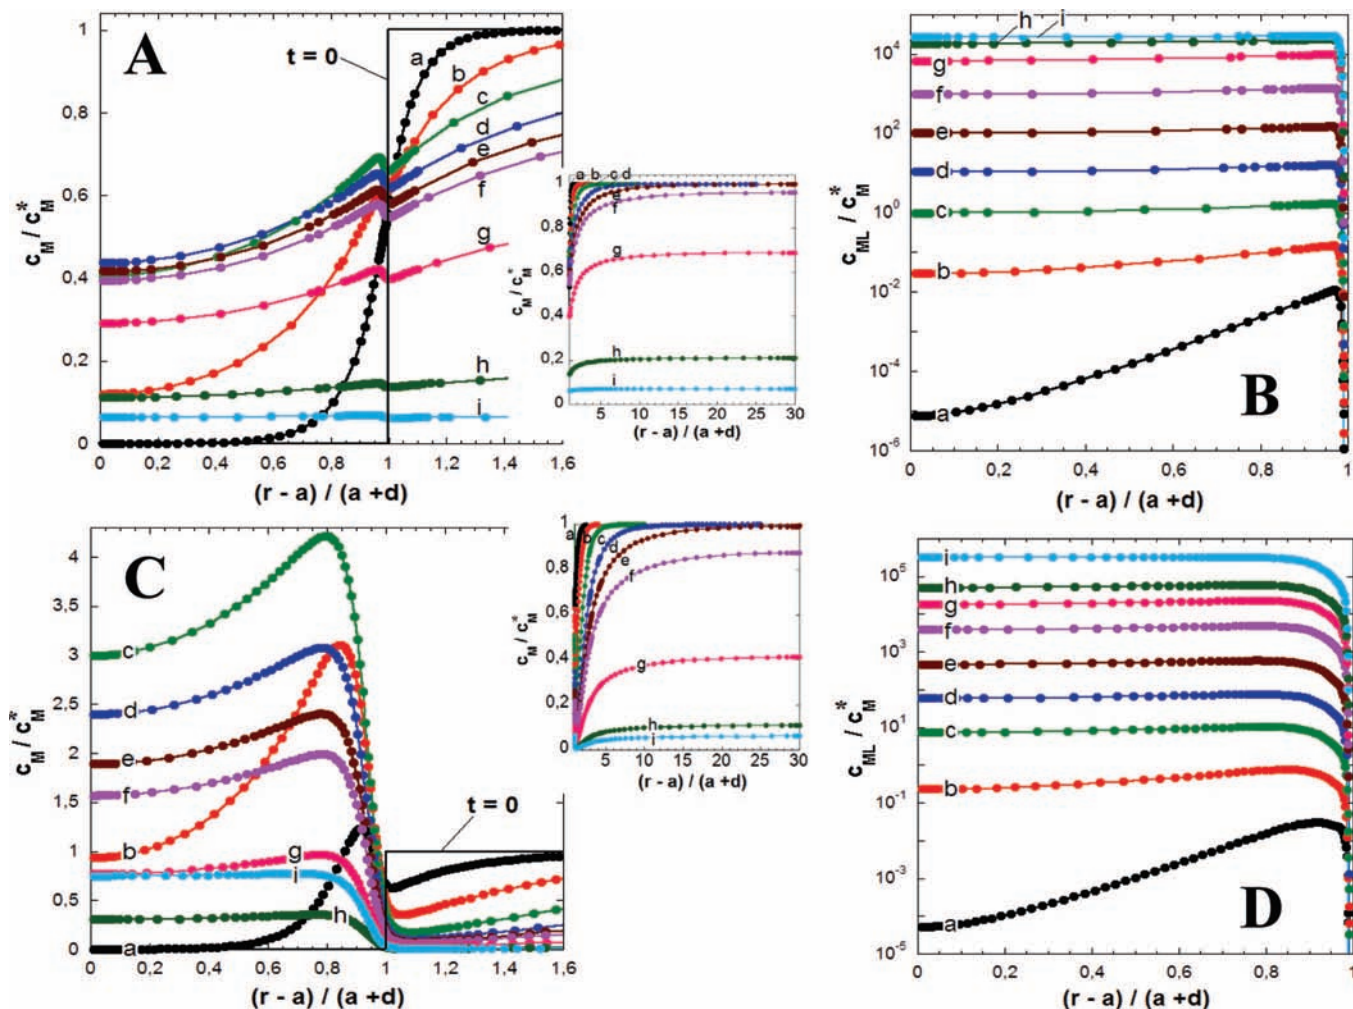 A
t = 0
a
b
c
d
e
f
g
h
i
c_M / c*_M
1
0,8
0,6
0,4
0,2
0
0 0,2 0,4 0,6 0,8 1 1,2 1,4 1,6
(r - a) / (a +d)
a b c d
e
f
g
h
i
c_M / c*_M
1
0,8
0,6
0,4
0,2
0
5 10 15 20 25 30
(r - a) / (a +d)
B
h i
g
f
e
d
c
b
a
c_ML / c*_M
10^4
10^2
10^0
10^-2
10^-4
10^-6
0 0,2 0,4 0,6 0,8 1
(r - a) / (a +d)
C
t = 0
c
d
e
f
b
g
i
h
a
c_M / c*_M
4
3,5
3
2,5
2
1,5
1
0,5
0
0 0,2 0,4 0,6 0,8 1 1,2 1,4 1,6
(r - a) / (a +d)
a
b c d
e
f
g
h
i
c_M / c*_M
1
0,8
0,6
0,4
0,2
0
5 10 15 20 25 30
(r - a) / (a +d)
D
i
h
g
f
e
d
c
b
a
c_ML / c*_M
10^5
10^3
10^1
10^-1
10^-3
10^-5
0 0,2 0,4 0,6 0,8 1
(r - a) / (a +d)